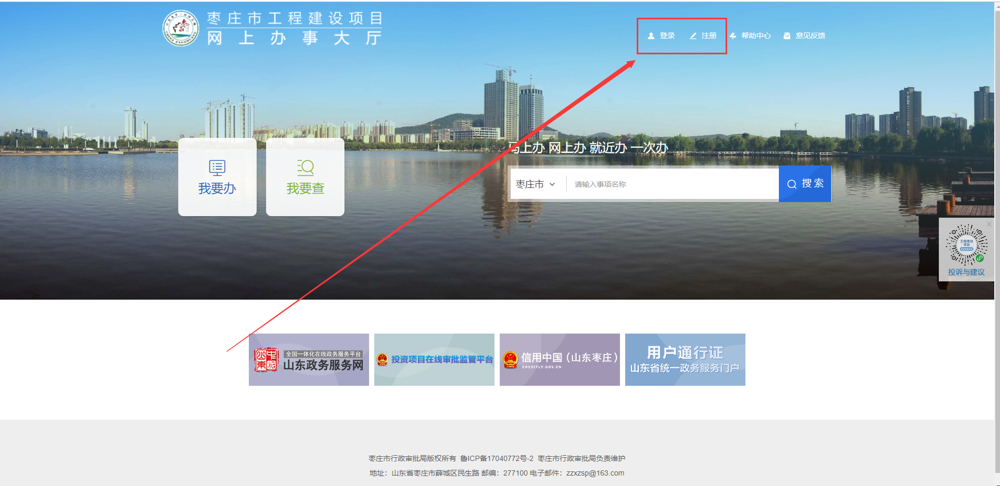 枣庄市工程建设项目
网上办事大厅
登录 注册 帮助中心 意见反馈
马上办 网上办 就近办 一次办
我要办 我要查
枣庄市 请输入事项名称 搜索
工程建设
项目
投诉与建议
全国一体化在线政务服务平台
山东政务服务网
投资项目在线审批监管平台
信用中国（山东枣庄）
CREDITLY.GOV.CN
用户通行证
山东省统一政务服务门户
枣庄市行政审批局版权所有 鲁ICP备17040772号-2 枣庄市行政审批局负责维护
地址：山东省枣庄市薛城区民生路 邮编：277100 电子邮件：zzxzsp@163.com